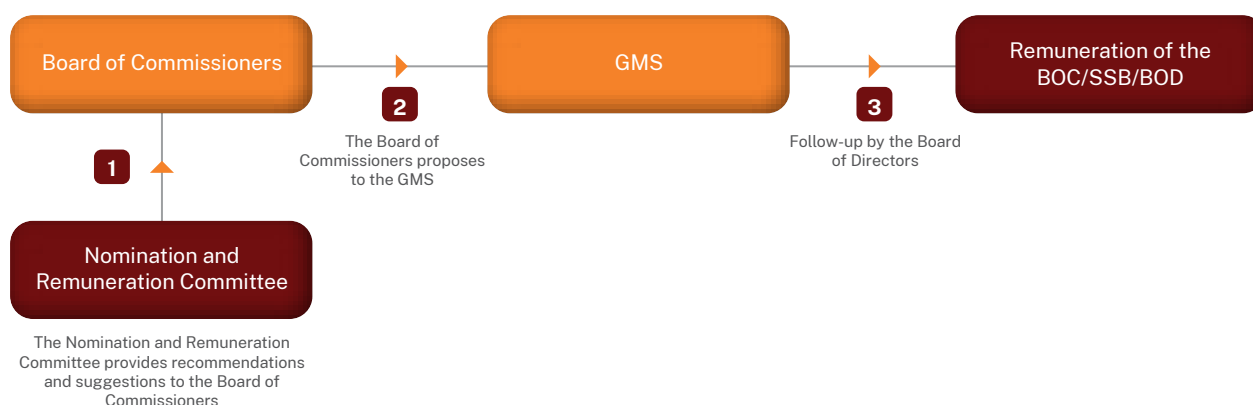 Board of Commissioners
GMS
Remuneration of the
BOC/SSB/BOD
2
The Board of
Commissioners proposes
to the GMS
3
Follow-up by the Board
of Directors
1
Nomination and
Remuneration Committee
The Nomination and Remuneration
Committee provides recommendations
and suggestions to the Board of
Commissioners